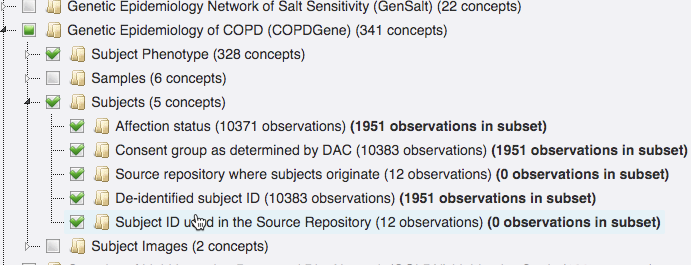 Genetic Epidemiology Network of Salt Sensitivity (GenSalt) (22 concepts)
Genetic Epidemiology of COPD (COPDGene) (341 concepts)
Subject Phenotype (328 concepts)
Samples (6 concepts)
Subjects (5 concepts)
Affection status (10371 observations) (1951 observations in subset)
Consent group as determined by DAC (10383 observations) (1951 observations in subset)
Source repository where subjects originate (12 observations) (0 observations in subset)
De-identified subject ID (10383 observations) (1951 observations in subset)
Subject ID used in the Source Repository (12 observations) (0 observations in subset)
Subject Images (2 concepts)